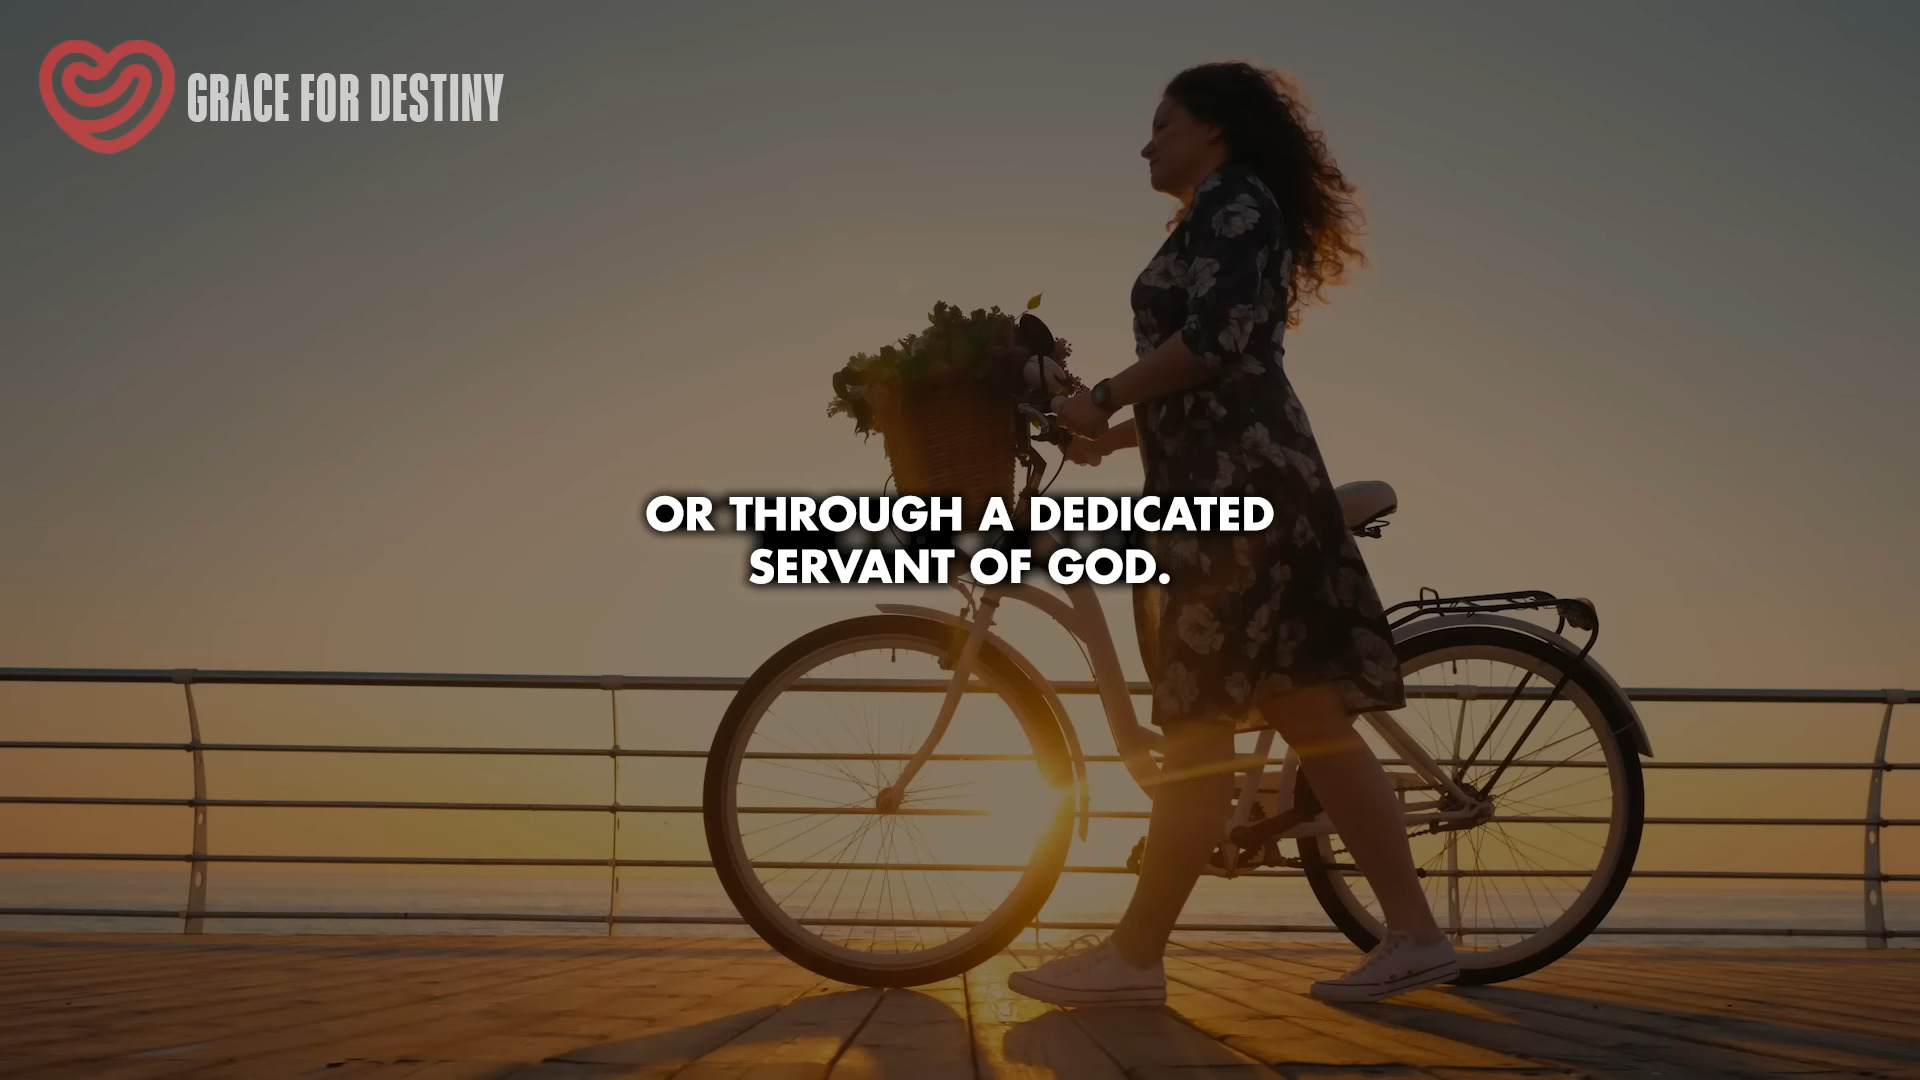 GRACE FOR DESTINY
OR THROUGH A DEDICATED
SERVANT OF GOD.